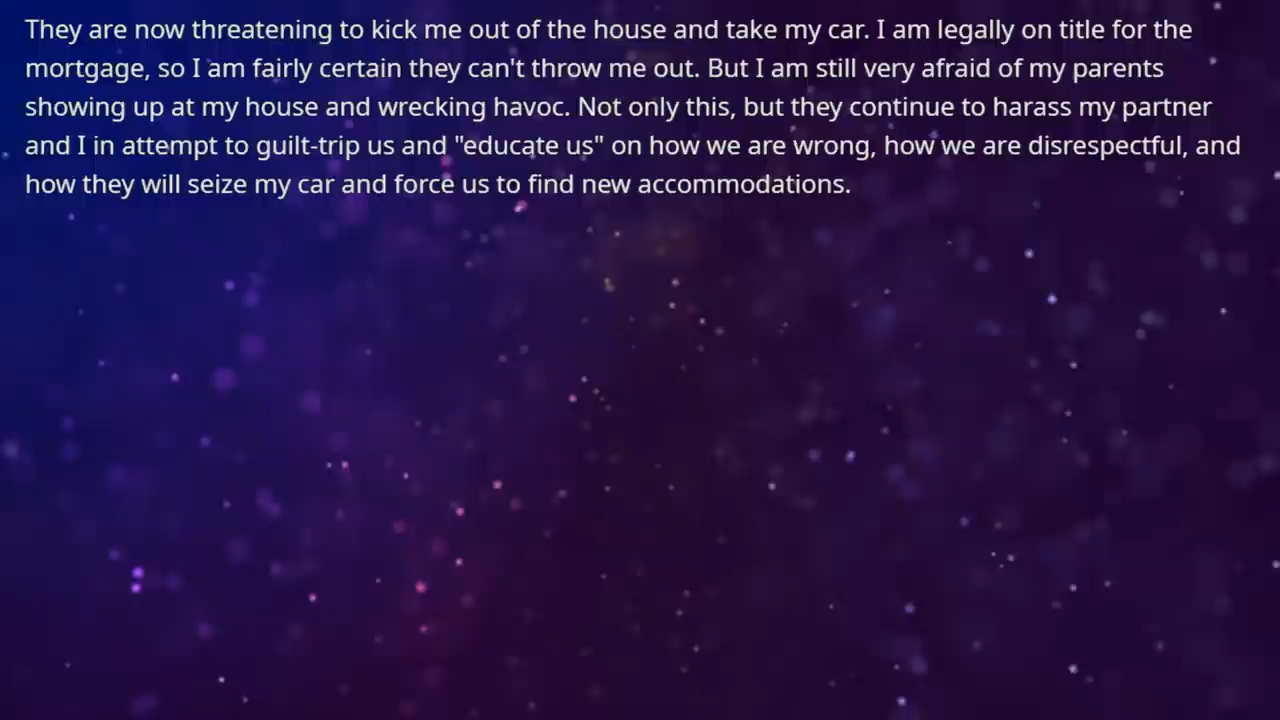 They are now threatening to kick me out of the house and take my car. I am legally on title for the
mortgage, so I am fairly certain they can't throw me out. But I am still very afraid of my parents
showing up at my house and wrecking havoc. Not only this, but they continue to harass my partner
and I in attempt to guilt-trip us and "educate us" on how we are wrong, how we are disrespectful, and
how they will seize my car and force us to find new accommodations.